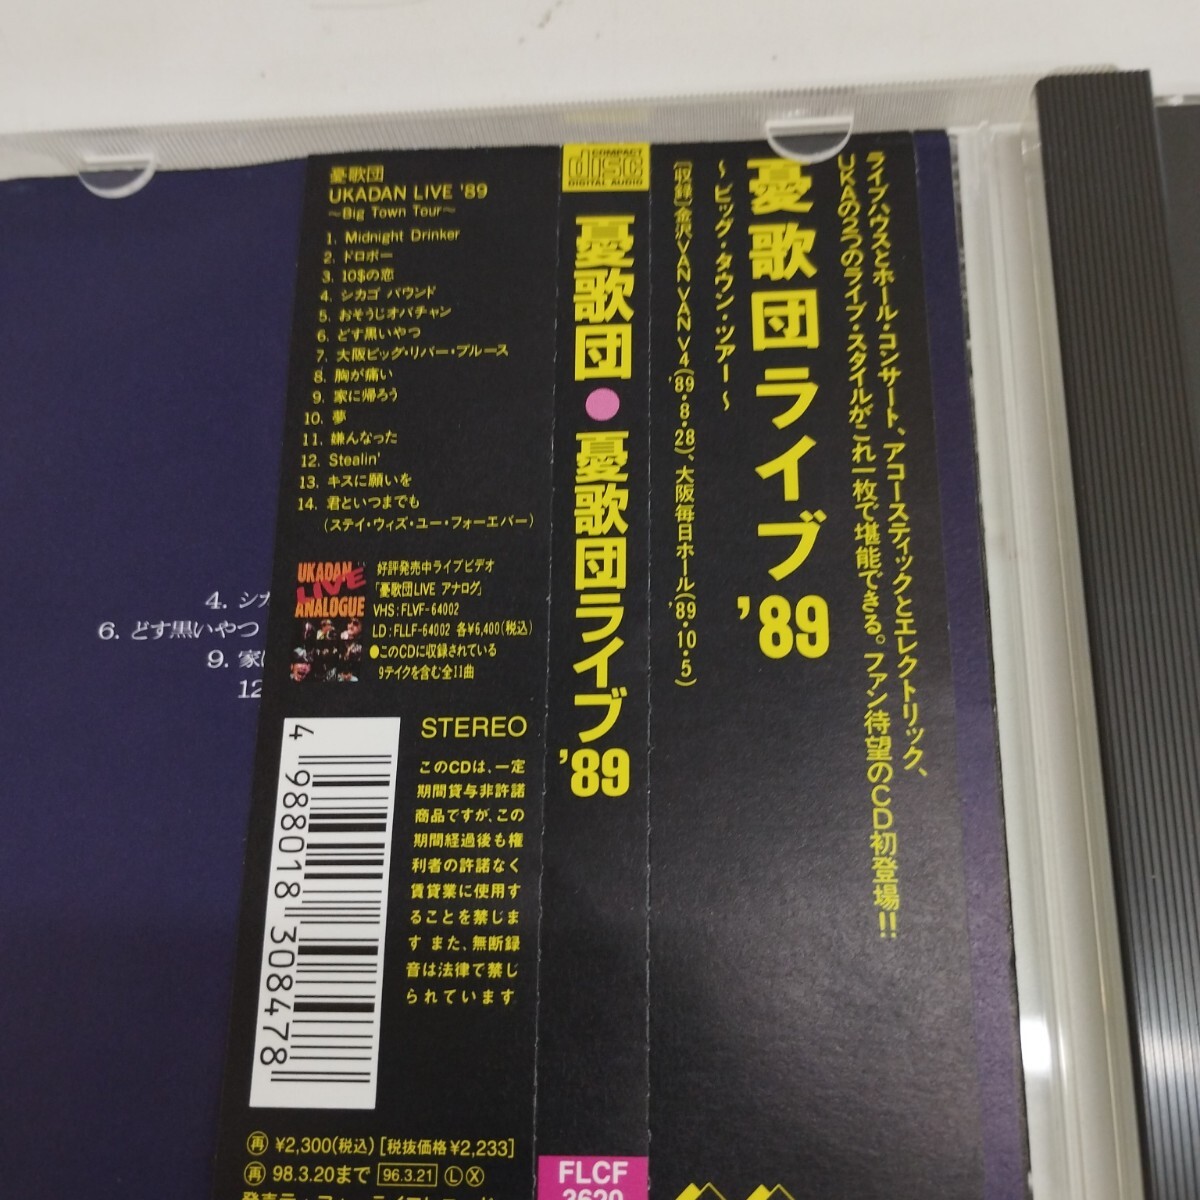 憂歌団
UKADAN LIVE '89
〜Big Town Tour〜
1. Midnight Drinker
2. ドロボー
3. 10$の恋
4. シカゴ バウンド
5. おそうじオバチャン
6. どす黒いやつ
7. 大阪ビッグ・リバー・ブルース
8. 胸が痛い
9. 家に帰ろう
10. 夢
11. 嫌んなった
12. Stealin'
13. キスに願いを
14. 君といつまでも
(ステイ・ウィズ・ユー・フォーエバー)
UKADAN
LIVE
ANALOGUE
好評発売中ライブビデオ
「憂歌団LIVE アナログ」
VHS:FLVF-64002
LD:FLLF-64002 各¥6,400(税込)
●このCDに収録されている
9テイクを含む全11曲
STEREO
このCDは、一定
期間貸与非許諾
商品ですが、この
期間経過後も権
利者の許諾なく
賃貸業に使用す
ることを禁じま
す また、無断録
音は法律で禁じ
られています
4 988018 308478
再 ¥2,300(税込) [税抜価格¥2,233]
再 98.3.20まで 96.3.21 L X
COMPACT
disc
DIGITAL AUDIO
憂歌団●憂歌団ライブ'89
FLCF
憂歌団ライブ'89
〜ビッグ・タウン・ツアー〜
〔収録〕金沢VAN VAN V4('89・8・28)、大阪毎日ホール('89・10・5)
ライブハウスとホール・コンサート、アコースティックとエレクトリック、
UKAの2つのライブ・スタイルがこれ一枚で堪能できる。ファン待望のCD初登場!!
4. シカ
6. どす黒いやつ
9. 家に
12